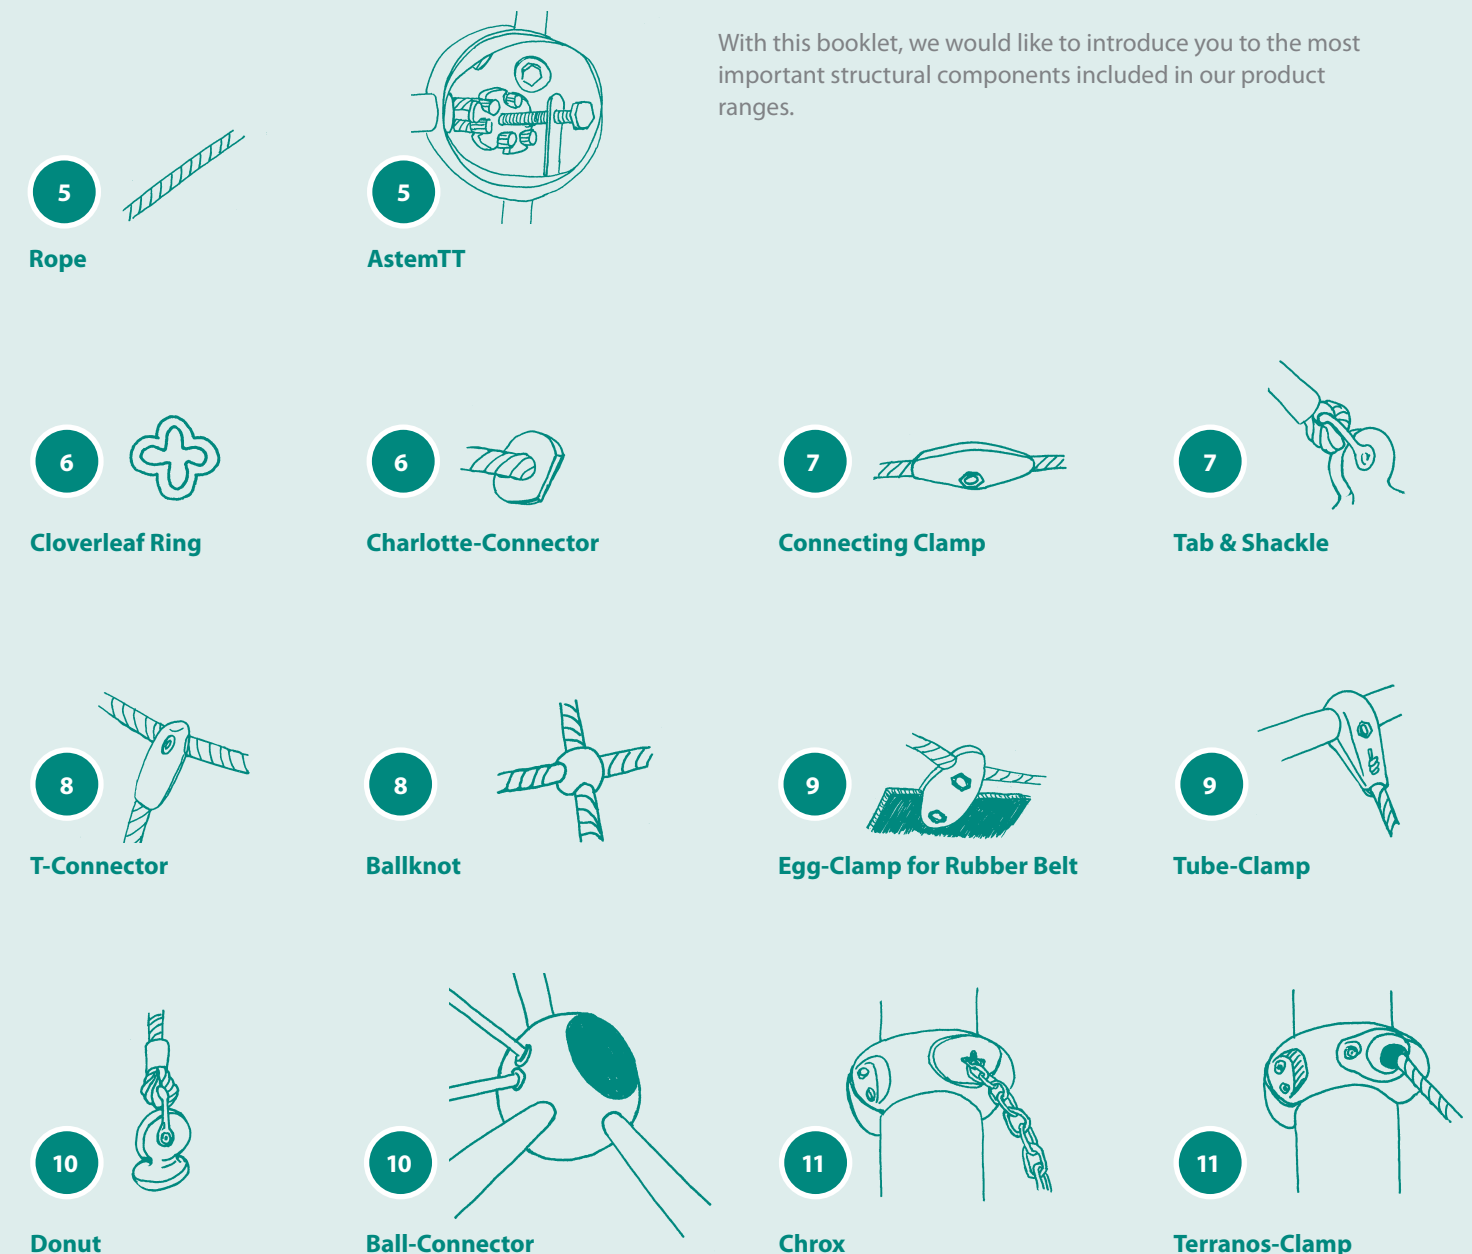 With this booklet, we would like to introduce you to the most
important structural components included in our product
ranges.
5
Rope
5
AstemTT
6
Cloverleaf Ring
6
Charlotte-Connector
7
Connecting Clamp
7
Tab & Shackle
8
T-Connector
8
Ballknot
9
Egg-Clamp for Rubber Belt
9
Tube-Clamp
10
Donut
10
Ball-Connector
11
Chrox
11
Terranos-Clamp